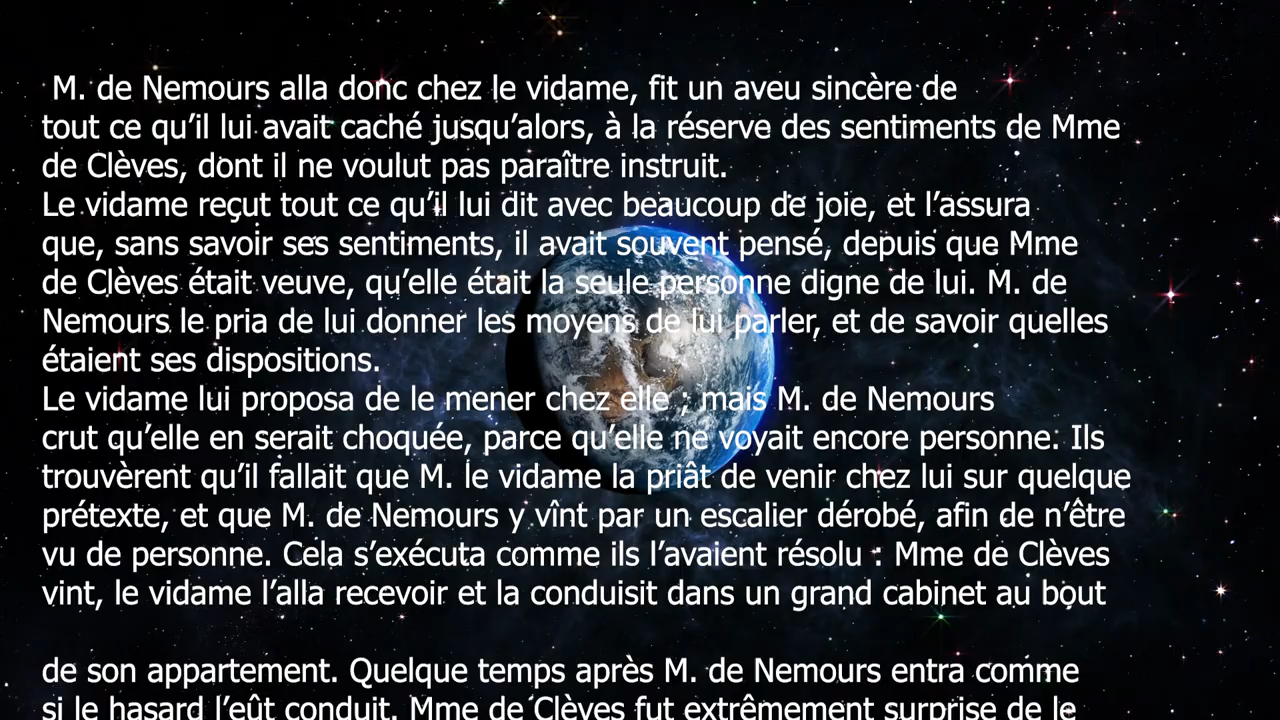 M. de Nemours alla donc chez le vidame, fit un aveu sincère de
tout ce qu’il lui avait caché jusqu’alors, à la réserve des sentiments de Mme
de Clèves, dont il ne voulut pas paraître instruit.
Le vidame reçut tout ce qu’il lui dit avec beaucoup de joie, et l’assura
que, sans savoir ses sentiments, il avait souvent pensé, depuis que Mme
de Clèves était veuve, qu’elle était la seule personne digne de lui. M. de
Nemours le pria de lui donner les moyens de lui parler, et de savoir quelles
étaient ses dispositions.
Le vidame lui proposa de le mener chez elle ; mais M. de Nemours
crut qu’elle en serait choquée, parce qu’elle ne voyait encore personne. Ils
trouvèrent qu’il fallait que M. le vidame la priât de venir chez lui sur quelque
prétexte, et que M. de Nemours y vînt par un escalier dérobé, afin de n’être
vu de personne. Cela s’exécuta comme ils l’avaient résolu : Mme de Clèves
vint, le vidame l’alla recevoir et la conduisit dans un grand cabinet au bout
de son appartement. Quelque temps après M. de Nemours entra comme
si le hasard l’eût conduit. Mme de Clèves fut extrêmement surprise de le